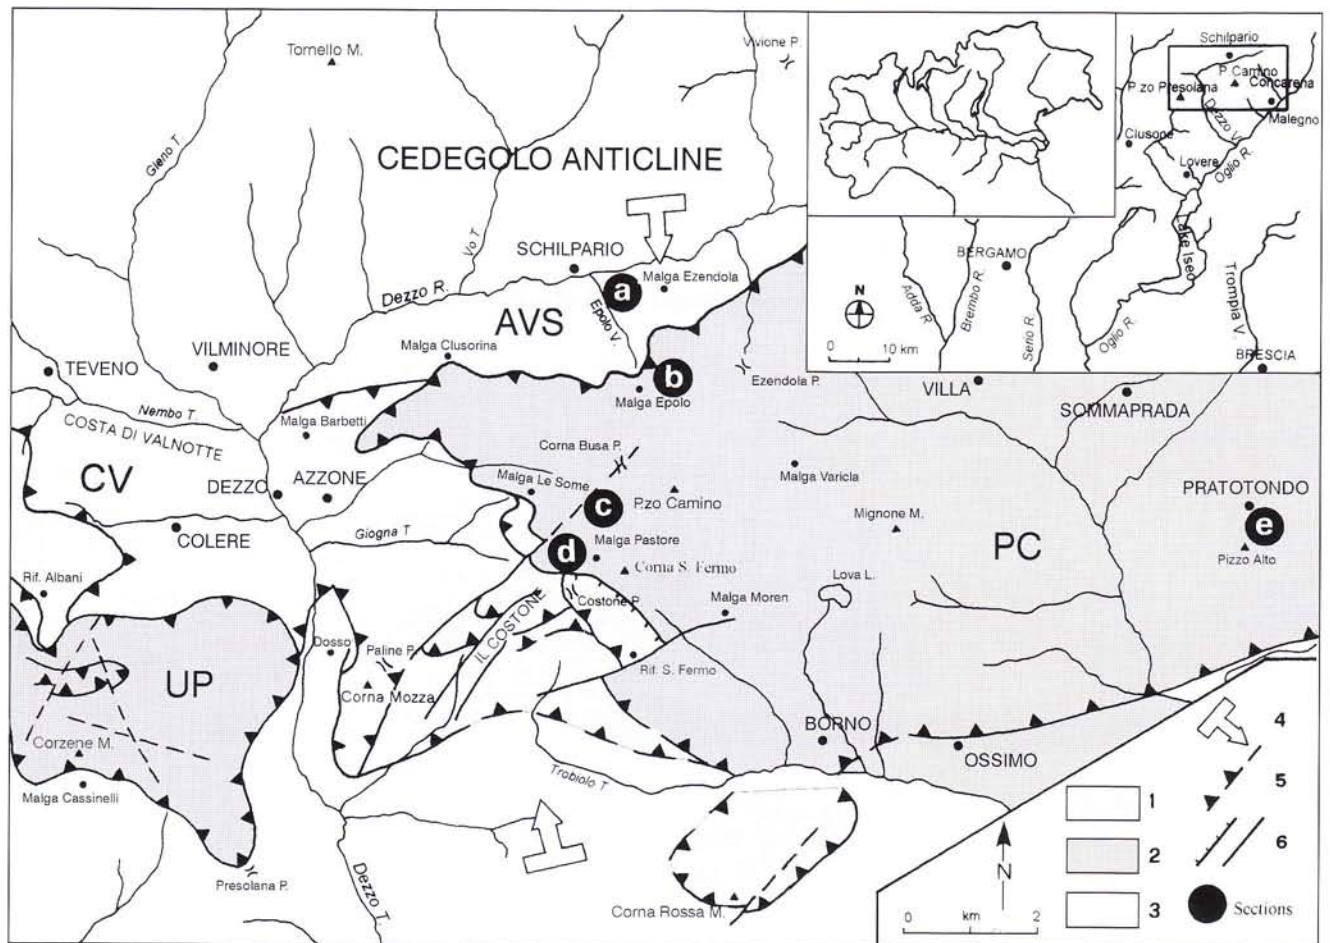 Tornello M.
Vivione P.
Gleno T.
CEDEGOLO ANTICLINE
Vo T.
SCHILPARIO
Dezzo R.
a
Malga Ezendola
AVS
Epolo V.
Malga Clusorina
VILMINORE
TEVENO
b
Malga Epolo
Ezendola P.
VILLA
SOMMAPRADA
Nembo T.
COSTA DI VALNOTTE
Malga Barbetti
Corna Busa P.
CV
DEZZO
AZZONE
Malga Le Some
P.zo Camino
Malga Varicla
PRATOTONDO
c
e
Mignone M.
PC
COLERE
Giogna T
d
Malga Pastore
Pizzo Alto
Rif. Albani
Corna S. Fermo
Lova L.
Costone P.
Malga Moren
IL COSTONE
Dosso
Paline P.
Rif. S. Fermo
UP
Corna Mozza
Corzene M.
BORNO
OSSIMO
Malga Cassinelli
Trobiolo T
Presolana P.
Dezzo T.
Corna Rossa M.
Schilpario
P. Camino
P.zo Presolana
Concarena
Dezzo V.
Malegno
Clusone
Lovere
Oglio R.
Lake Iseo
BERGAMO
Adda R
Brembo R.
Serio R.
Oglio R.
Trompia V.
BRESCIA
N
0 10 km
1
2
3
4
5
6
Sections
N
0 km 2